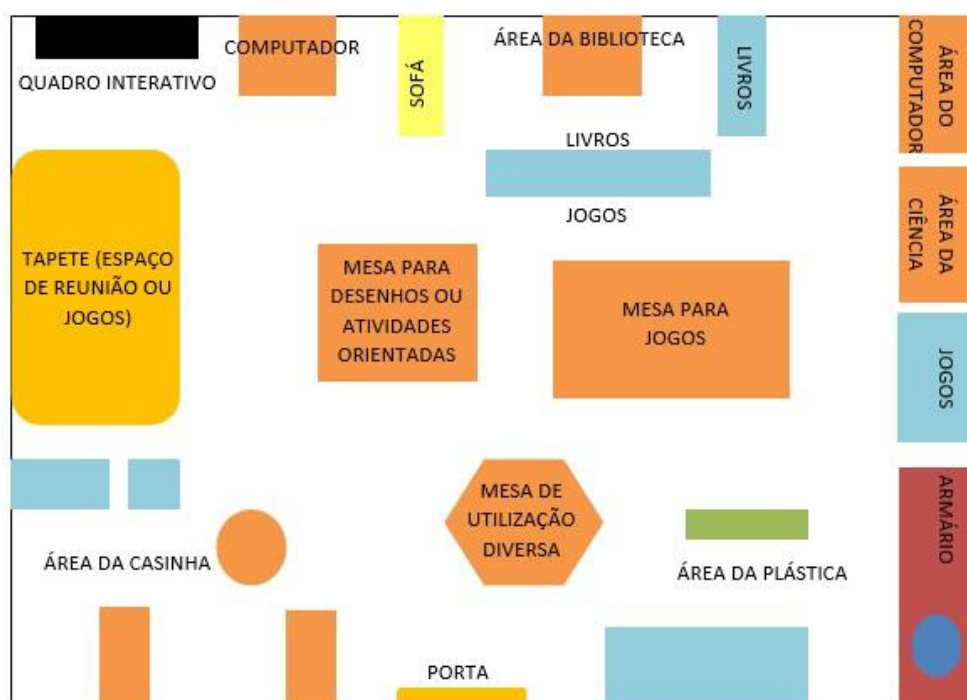 COMPUTADOR
ÁREA DA BIBLIOTECA
QUADRO INTERATIVO
SOFÁ
LIVROS
ÁREA DO
COMPUTADOR
LIVROS
JOGOS
ÁREA DA
CIÊNCIA
TAPETE (ESPAÇO
DE REUNIÃO OU
JOGOS)
MESA PARA
DESENHOS OU
ATIVIDADES
ORIENTADAS
MESA PARA
JOGOS
JOGOS
MESA DE
UTILIZAÇÃO
DIVERSA
ARMÁRIO
ÁREA DA CASINHA
ÁREA DA PLÁSTICA
PORTA